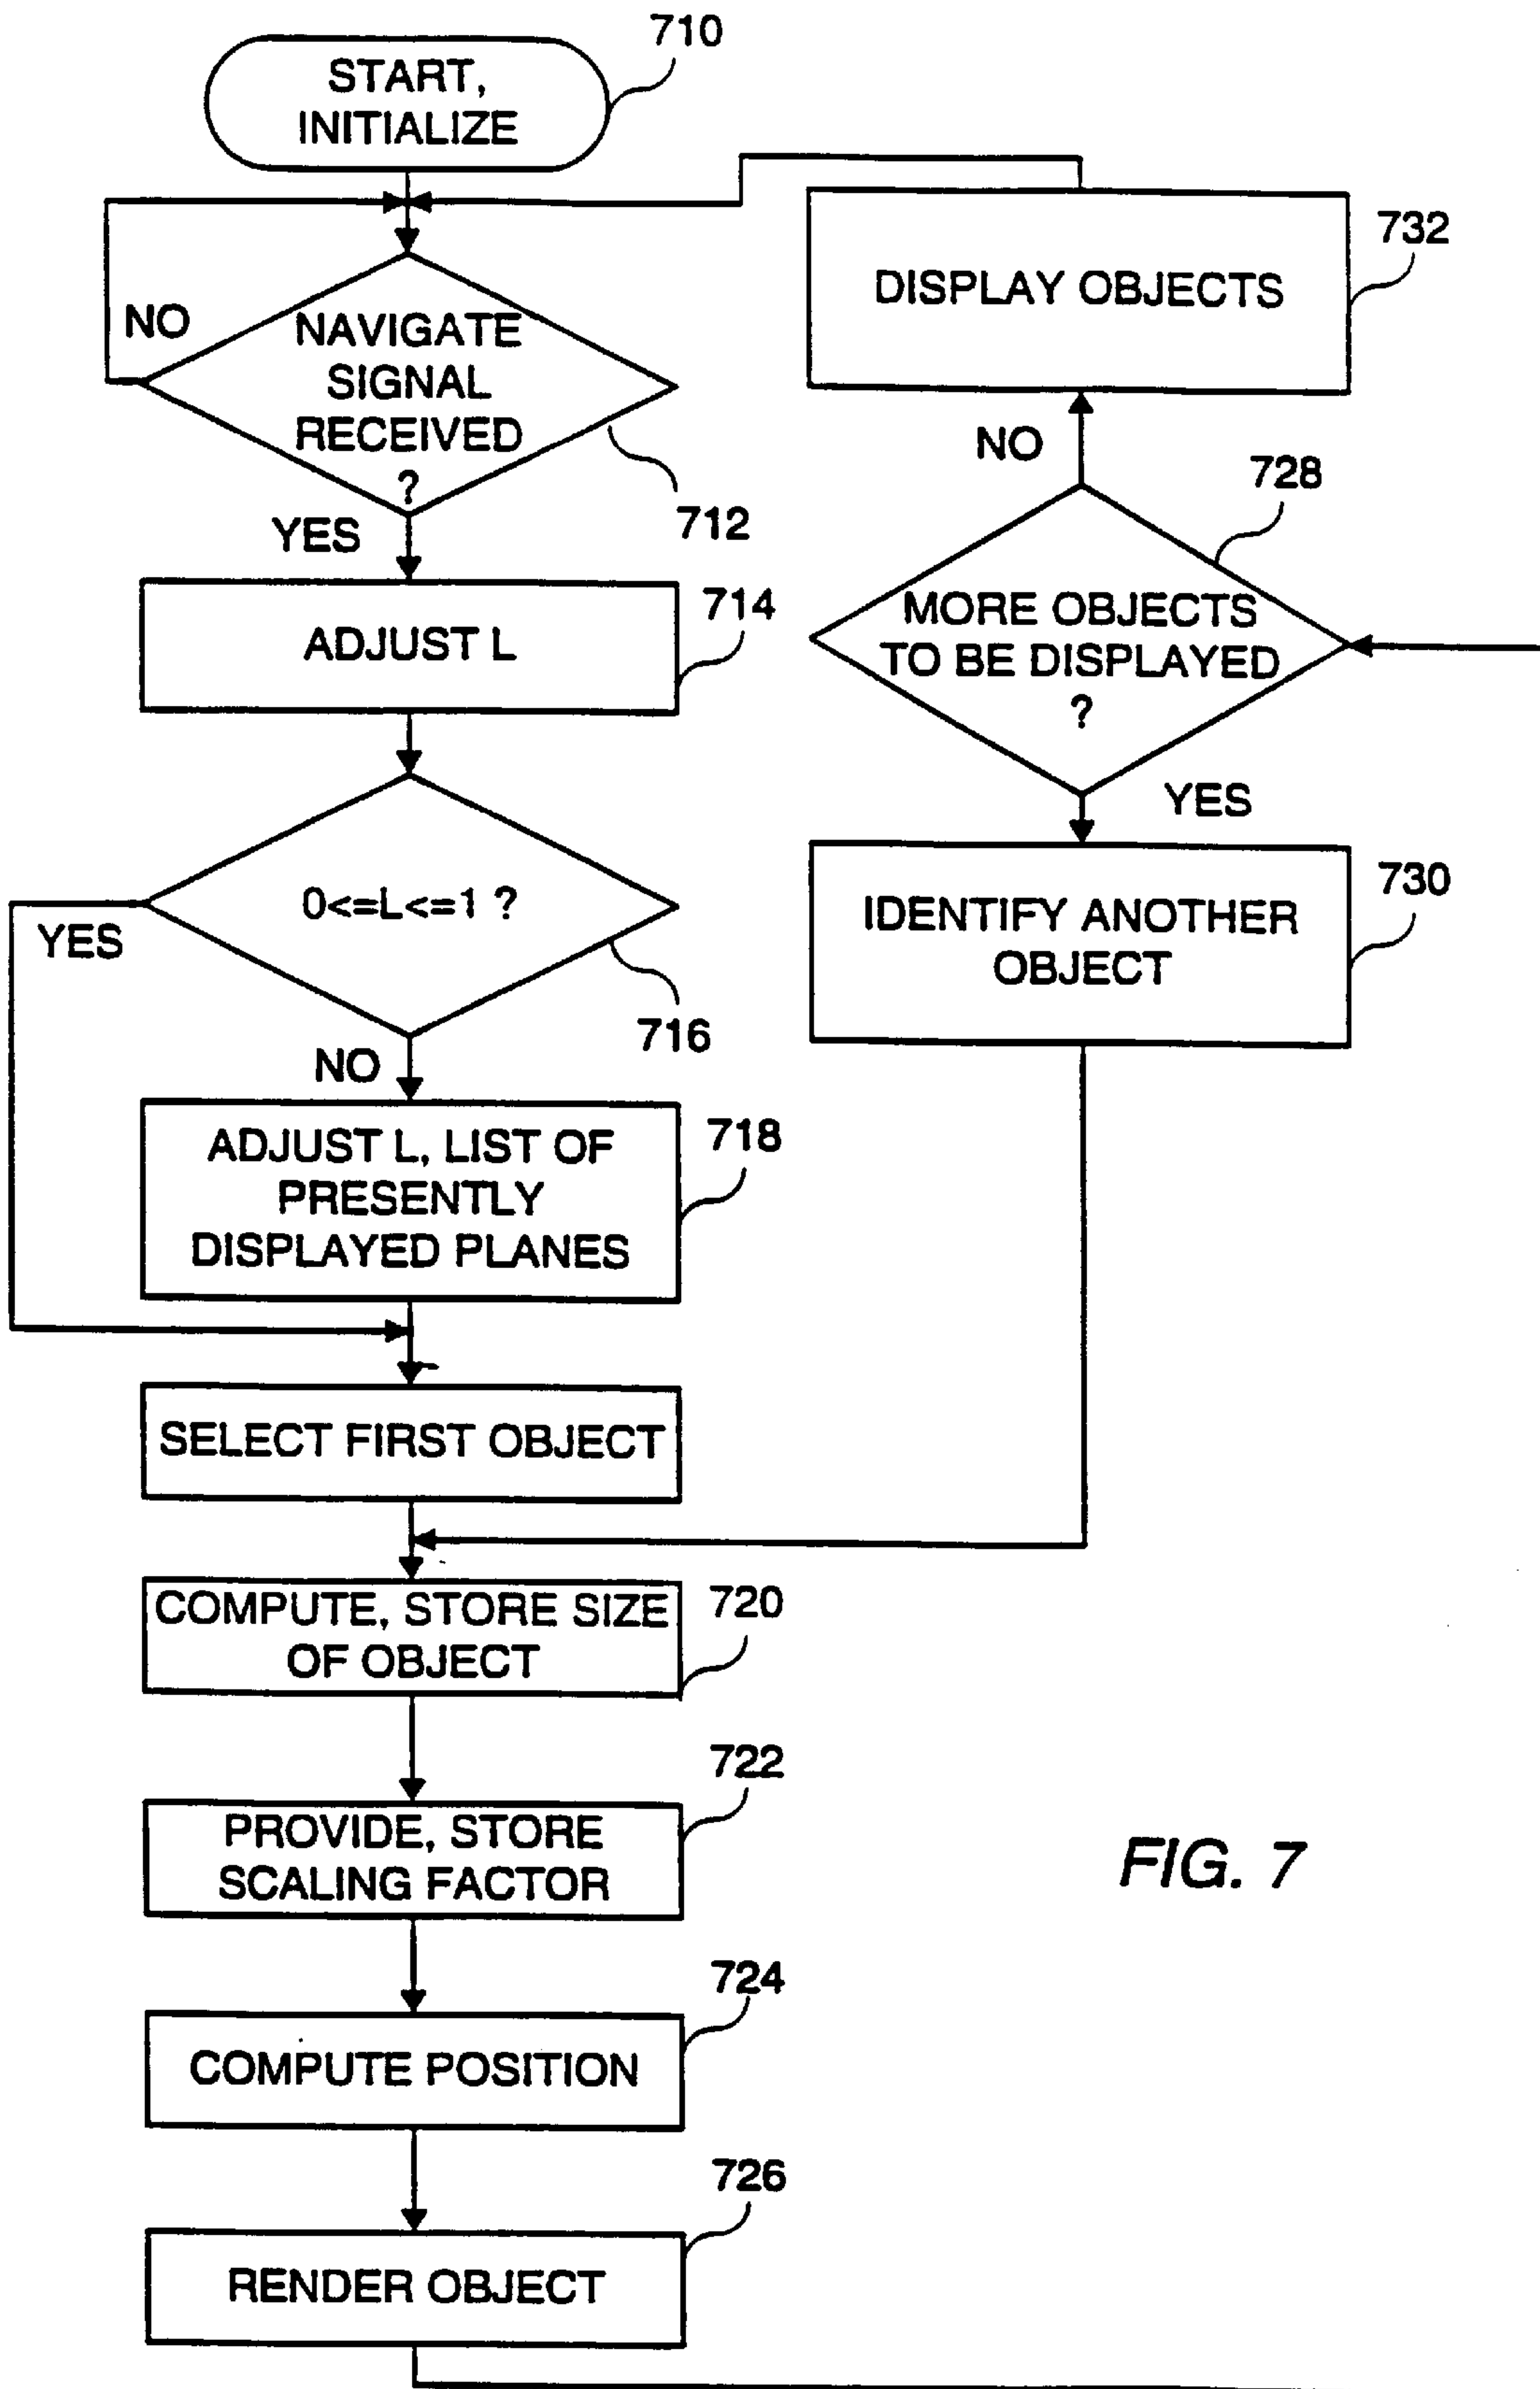 710
START,
INITIALIZE
NO
NAVIGATE
SIGNAL
RECEIVED
?
712
YES
ADJUST L
714
0<=L<=1 ?
YES
716
NO
ADJUST L, LIST OF
PRESENTLY
DISPLAYED PLANES
718
SELECT FIRST OBJECT
COMPUTE, STORE SIZE
OF OBJECT
720
PROVIDE, STORE
SCALING FACTOR
722
COMPUTE POSITION
724
RENDER OBJECT
726
DISPLAY OBJECTS
732
NO
728
MORE OBJECTS
TO BE DISPLAYED
?
YES
IDENTIFY ANOTHER
OBJECT
730
FIG. 7